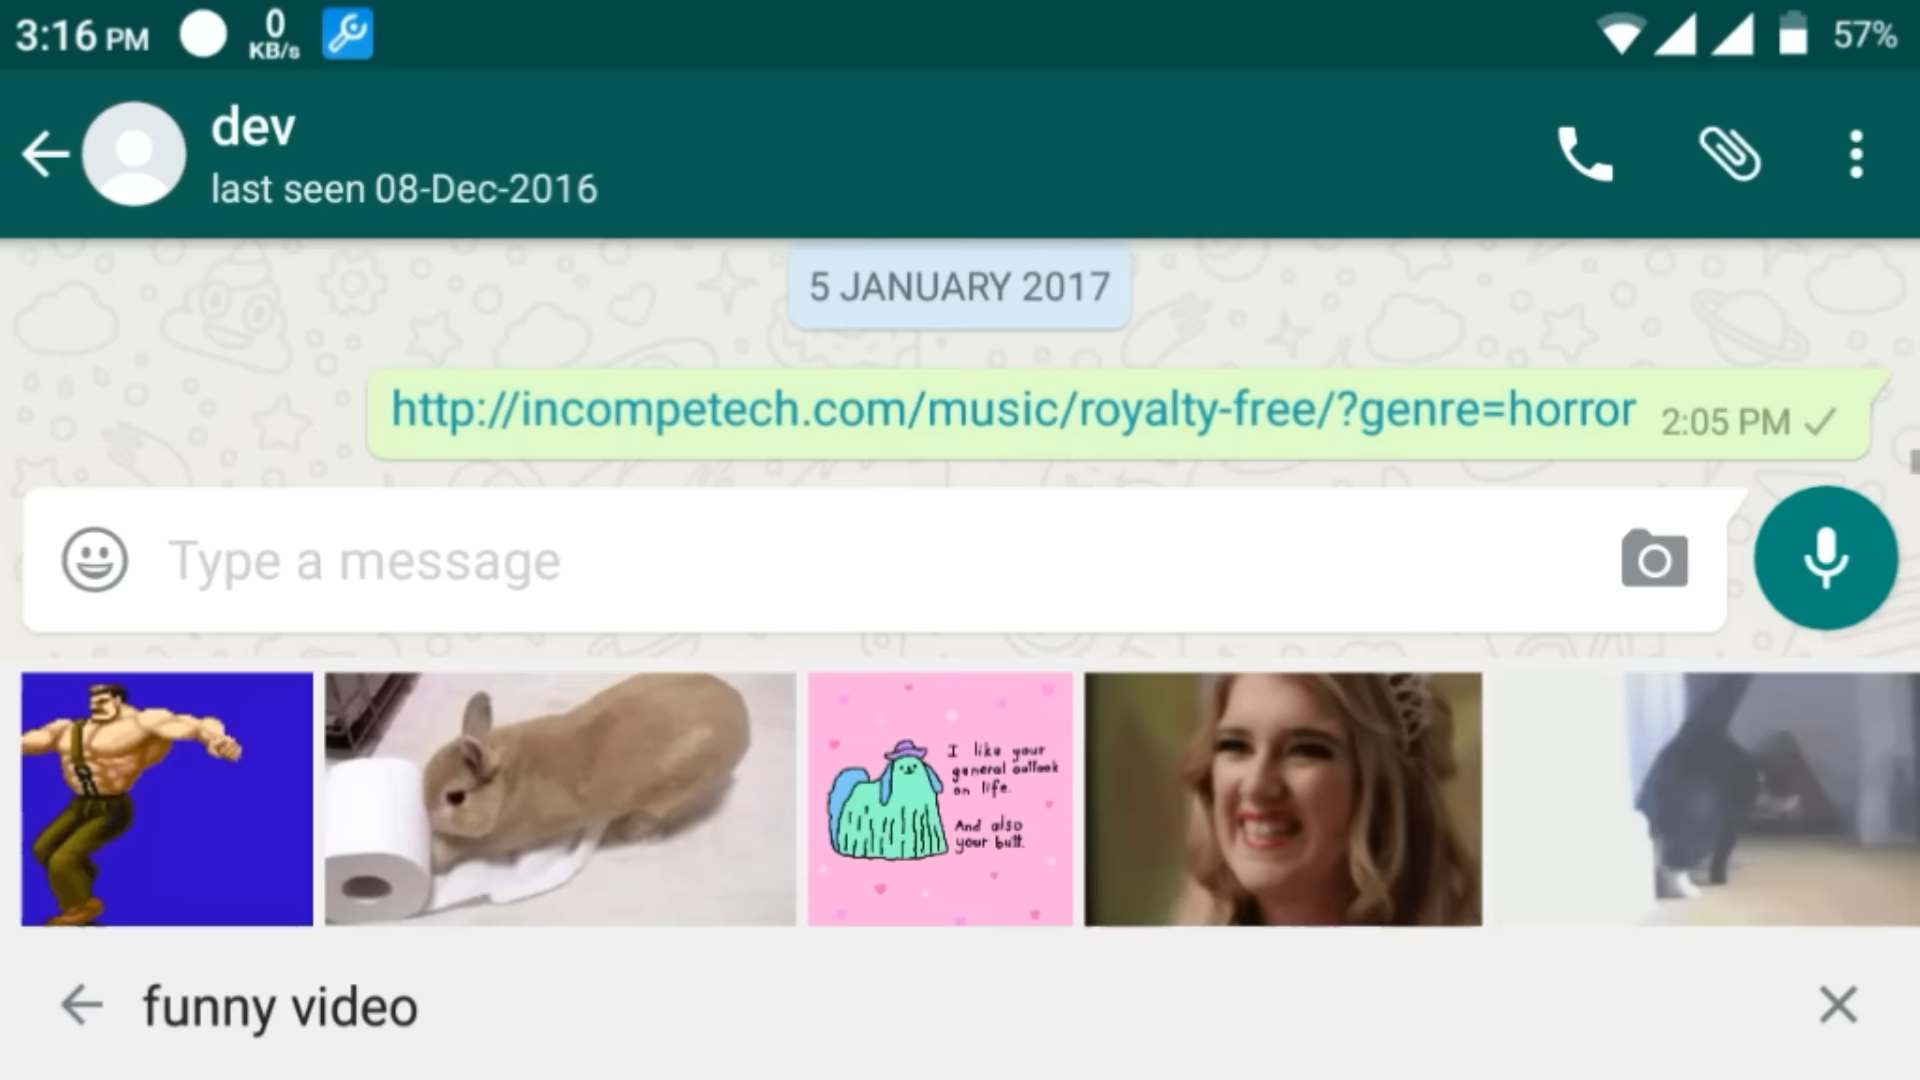 3:16 PM
0
KB/s
57%
dev
last seen 08-Dec-2016
5 JANUARY 2017
http://incompetech.com/music/royalty-free/?genre=horror 2:05 PM
Type a message
I like your
general outlook
on life.
And also
your butt.
funny video